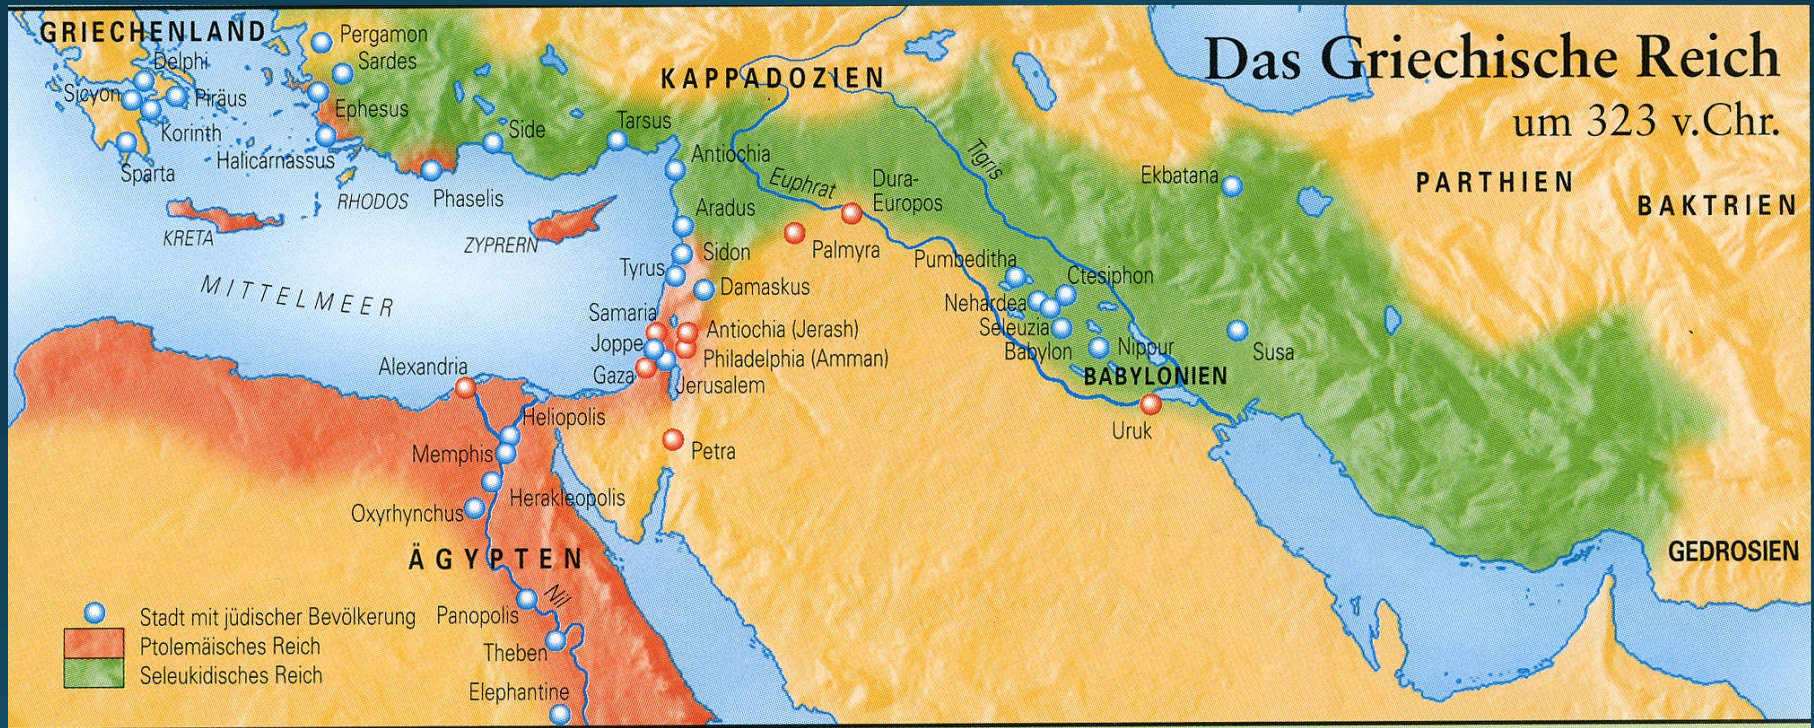 Das Griechische Reich
um 323 v.Chr.
GRIECHENLAND
Pergamon
Delphi
Sardes
Sicyon
Piräus
Ephesus
Korinth
Halicarnassus
Sparta
RHODOS
Phaselis
Side
Tarsus
KRETA
ZYPRERN
MITTELMEER
KAPPADOZIEN
Antiochia
Euphrat
Tigris
Dura-
Europos
Aradus
Palmyra
Sidon
Tyrus
Damaskus
Samaria
Antiochia (Jerash)
Joppe
Philadelphia (Amman)
Gaza
Jerusalem
Petra
Ekbatana
PARTHIEN
BAKTRIEN
Pumbeditha
Ctesiphon
Nehardea
Seleuzia
Babylon
Nippur
Susa
BABYLONIEN
Uruk
GEDROSIEN
Alexandria
Heliopolis
Memphis
Herakleopolis
Oxyrhynchus
ÄGYPTEN
Nil
Panopolis
Theben
Elephantine
Stadt mit jüdischer Bevölkerung
Ptolemäisches Reich
Seleukidisches Reich